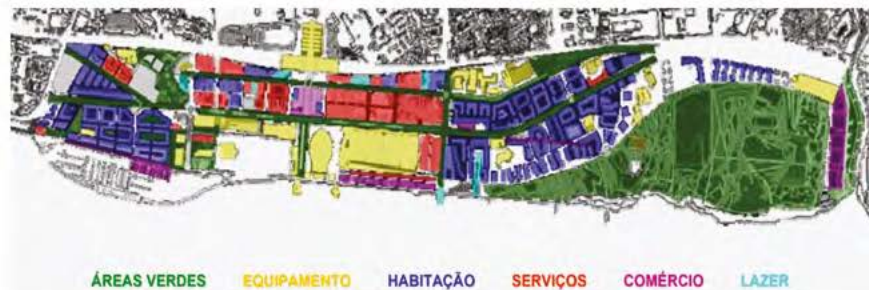 ÁREAS VERDES EQUIPAMENTO HABITAÇÃO SERVIÇOS COMÉRCIO LAZER